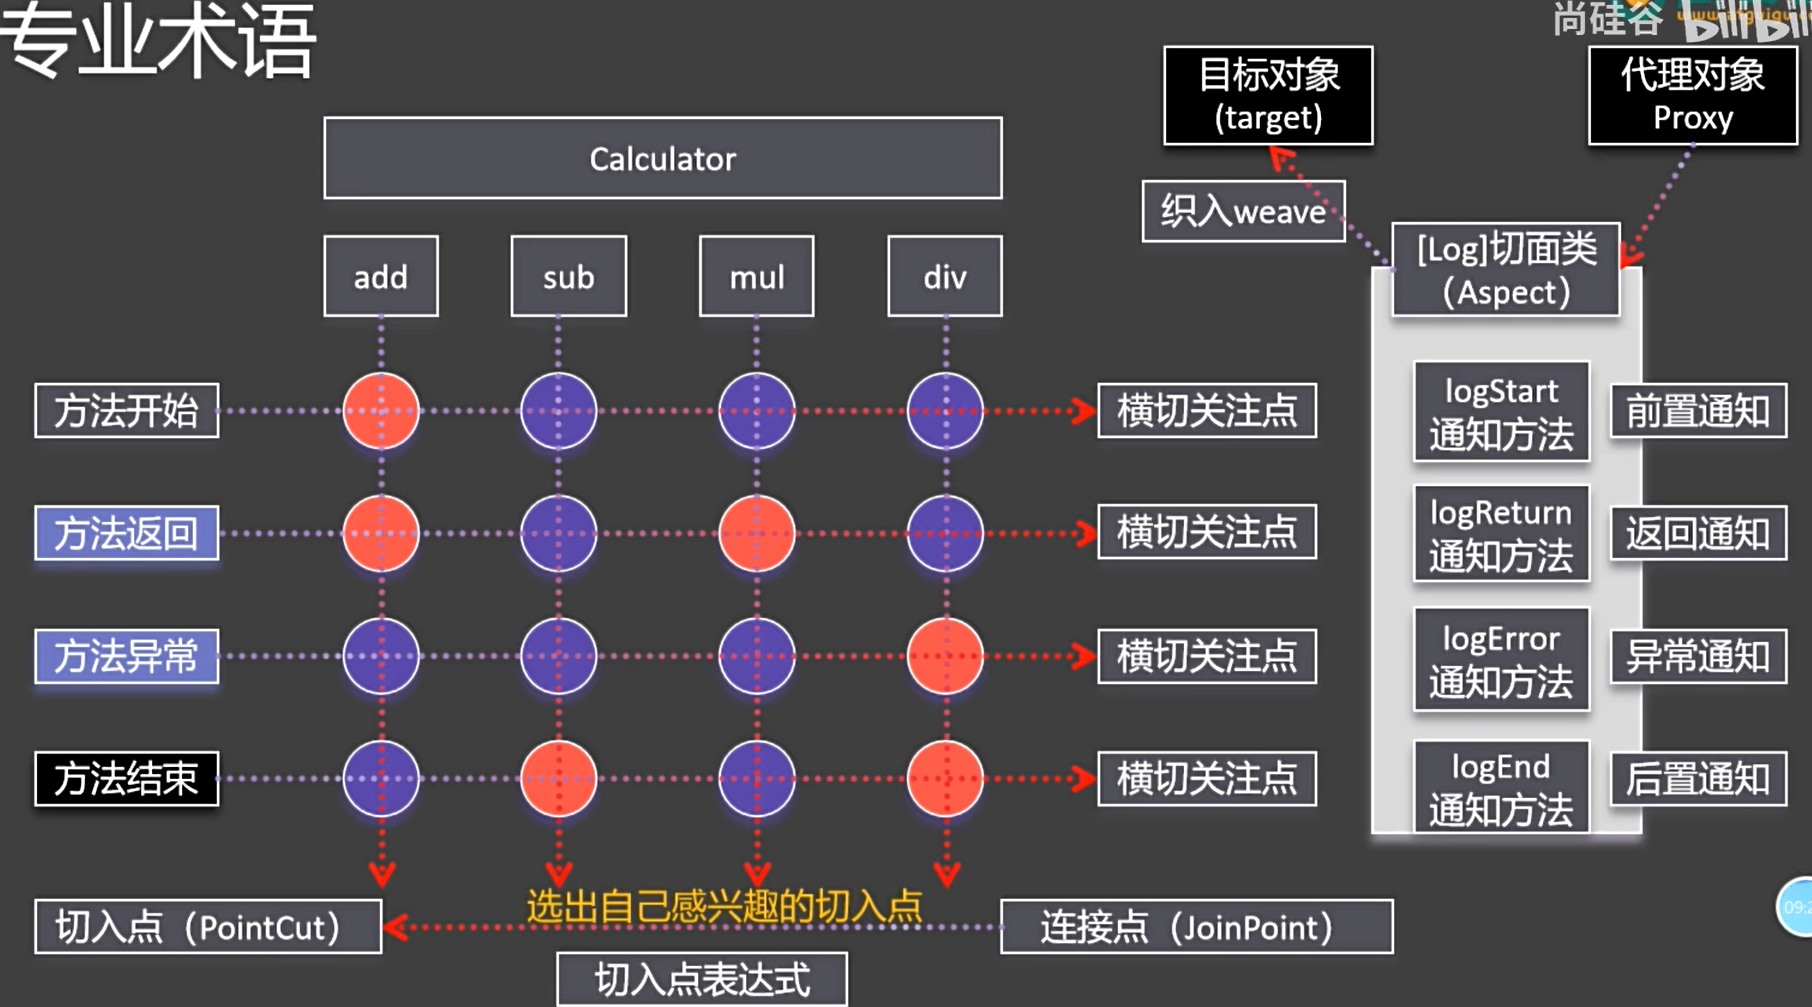 专业术语
尚硅谷
bilibili
目标对象
(target)
代理对象
Proxy
Calculator
织入weave
[Log]切面类
（Aspect）
add
sub
mul
div
方法开始
横切关注点
logStart
通知方法
前置通知
方法返回
横切关注点
logReturn
通知方法
返回通知
方法异常
横切关注点
logError
通知方法
异常通知
方法结束
横切关注点
logEnd
通知方法
后置通知
选出自己感兴趣的切入点
切入点（PointCut）
连接点（JoinPoint）
切入点表达式